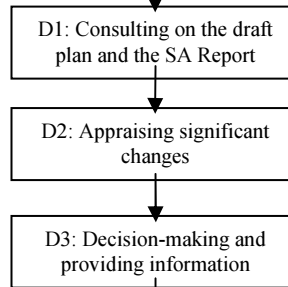 D1: Consulting on the draft
plan and the SA Report
D2: Appraising significant
changes
D3: Decision-making and
providing information